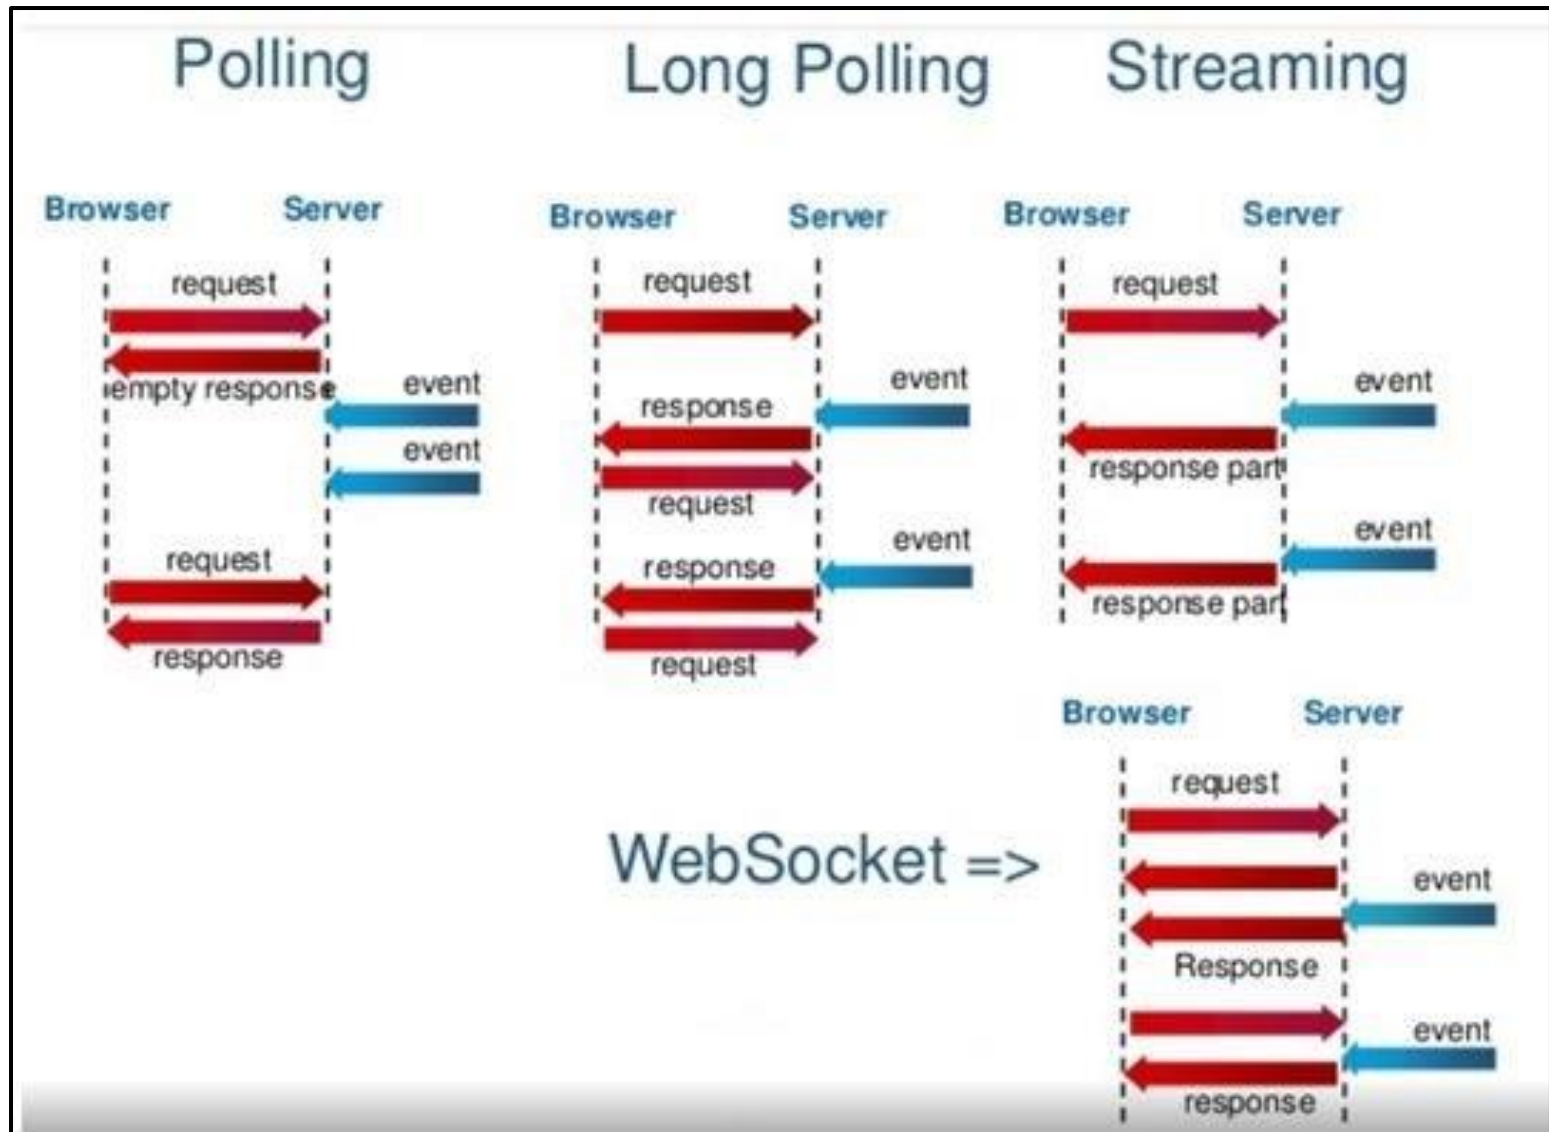 Polling
Long Polling
Streaming
Browser Server
request
empty response
event
event
request
response
Browser Server
request
event
response
request
event
response
request
Browser Server
request
event
response part
event
response part
WebSocket =>
Browser Server
request
event
Response
event
response